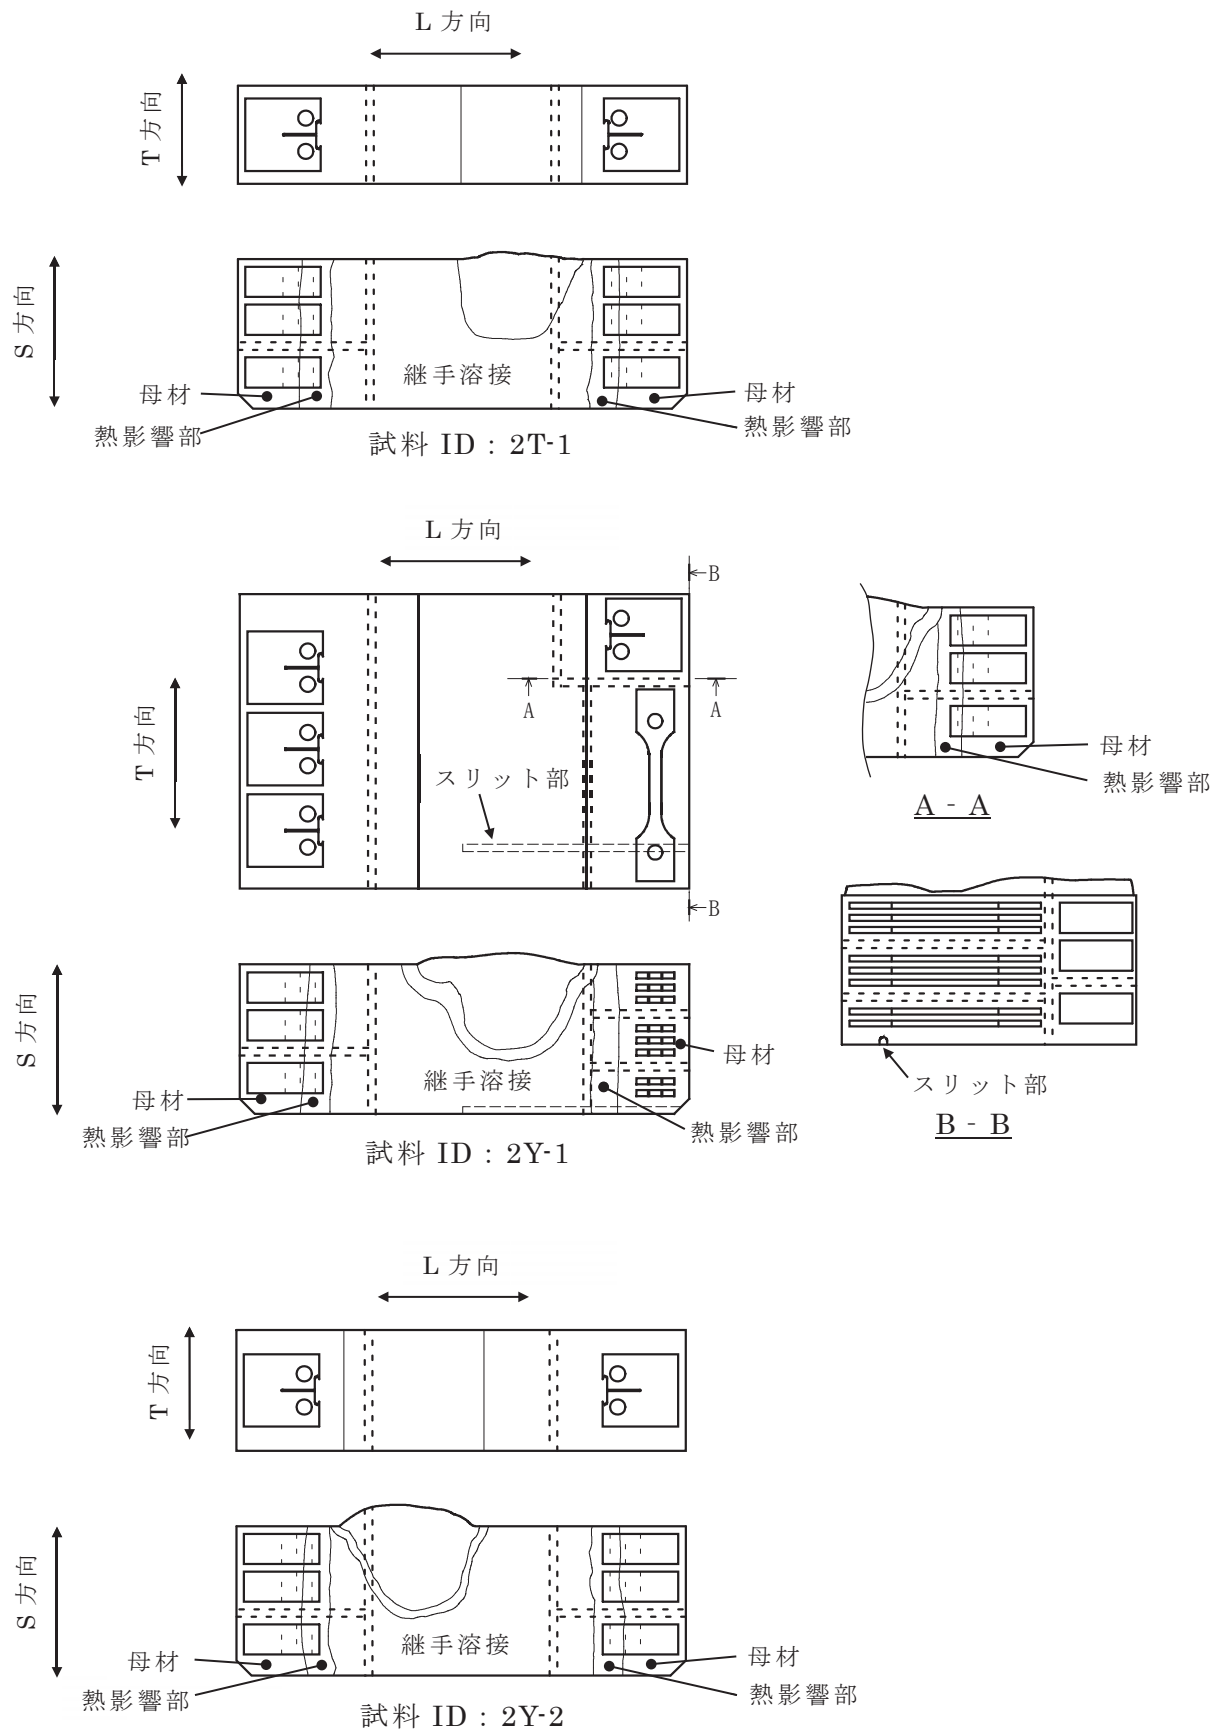 L 方向
T 方向
S 方向
継手溶接
母材
熱影響部
母材
熱影響部
試料 ID : 2T-1
L 方向
B
T 方向
A
A
スリット部
B
母材
熱影響部
A - A
S 方向
継手溶接
母材
母材
熱影響部
熱影響部
試料 ID : 2Y-1
スリット部
B - B
L 方向
T 方向
S 方向
継手溶接
母材
熱影響部
母材
熱影響部
試料 ID : 2Y-2